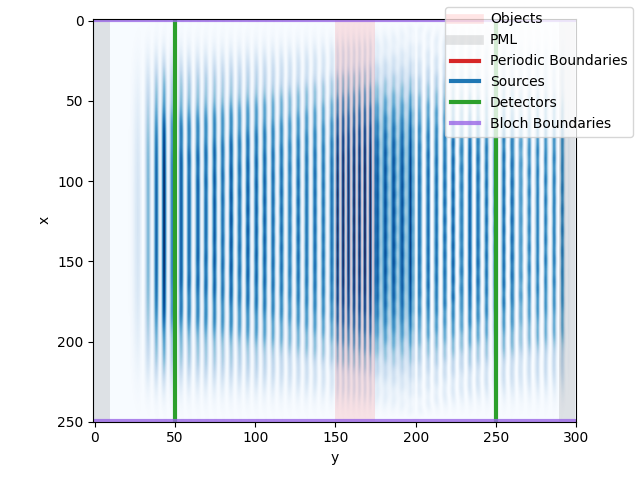 Objects
PML
Periodic Boundaries
Sources
Detectors
Bloch Boundaries
0
50
100
150
200
250
x
0 50 100 150 200 250 300
y